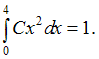 ∫₀⁴ Cx² dx = 1.